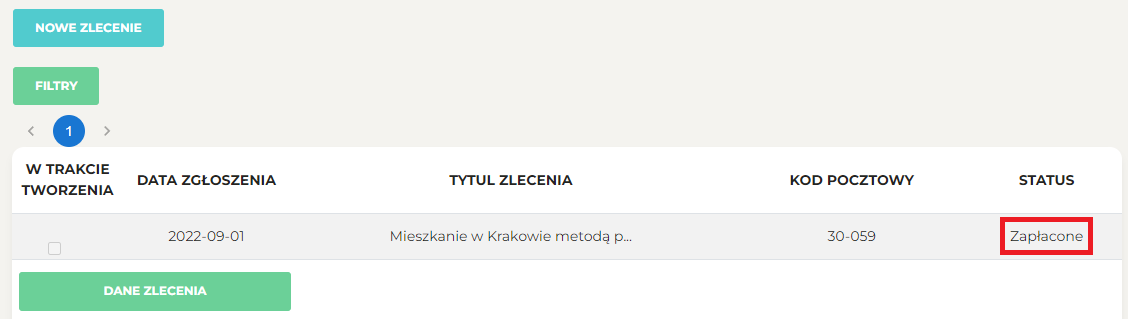 NOWE ZLECENIE
FILTRY
1
W TRAKCIE TWORZENIA DATA ZGŁOSZENIA TYTUL ZLECENIA KOD POCZTOWY STATUS
2022-09-01 Mieszkanie w Krakowie metodą p... 30-059 Zapłacone
DANE ZLECENIA